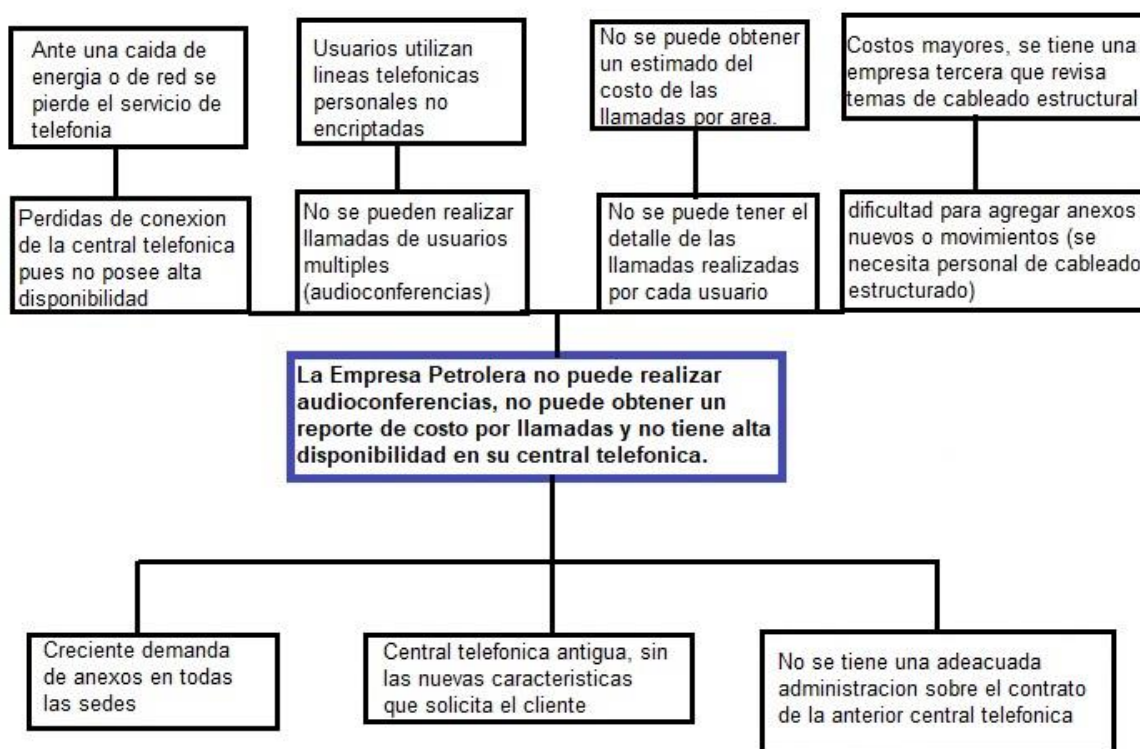 Ante una caida de
energia o de red se
pierde el servicio de
telefonia
Usuarios utilizan
lineas telefonicas
personales no
encriptadas
No se puede obtener
un estimado del
costo de las
llamadas por area.
Costos mayores, se tiene una
empresa tercera que revisa
temas de cableado estructural
Perdidas de conexion
de la central telefonica
pues no posee alta
disponibilidad
No se pueden realizar
llamadas de usuarios
multiples
(audioconferencias)
No se puede tener el
detalle de las
llamadas realizadas
por cada usuario
dificultad para agregar anexos
nuevos o movimientos (se
necesita personal de cableado
estructurado)
La Empresa Petrolera no puede realizar
audioconferencias, no puede obtener un
reporte de costo por llamadas y no tiene alta
disponibilidad en su central telefonica.
Creciente demanda
de anexos en todas
las sedes
Central telefonica antigua, sin
las nuevas caracteristicas
que solicita el cliente
No se tiene una adeacuada
administracion sobre el contrato
de la anterior central telefonica